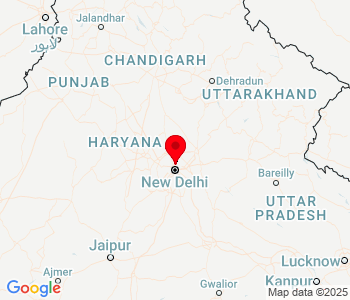 Jalandhar
Lahore
لاہور
CHANDIGARH
PUNJAB
Dehradun
UTTARAKHAND
HARYANA
New Delhi
Bareilly
UTTAR
PRADESH
Jaipur
Lucknow
Ajmer
Kanpur
Google
Gwalior
Map data ©2025